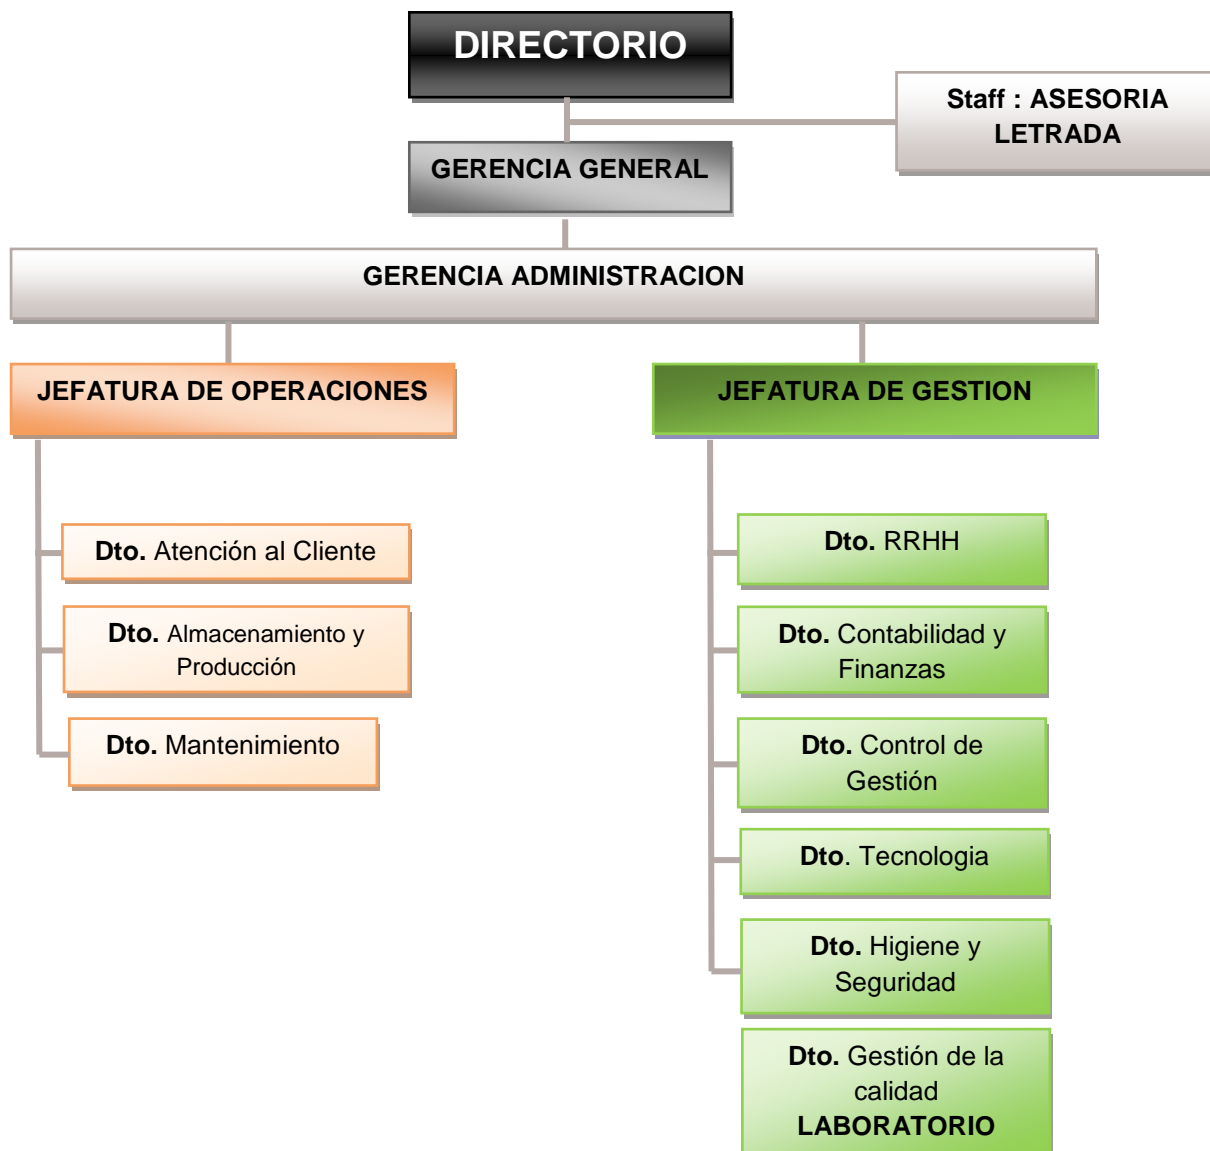 DIRECTORIO
Staff : ASESORIA
LETRADA
GERENCIA GENERAL
GERENCIA ADMINISTRACION
JEFATURA DE OPERACIONES
JEFATURA DE GESTION
Dto. Atención al Cliente
Dto. Almacenamiento y
Producción
Dto. Mantenimiento
Dto. RRHH
Dto. Contabilidad y
Finanzas
Dto. Control de
Gestión
Dto. Tecnologia
Dto. Higiene y
Seguridad
Dto. Gestión de la
calidad
LABORATORIO